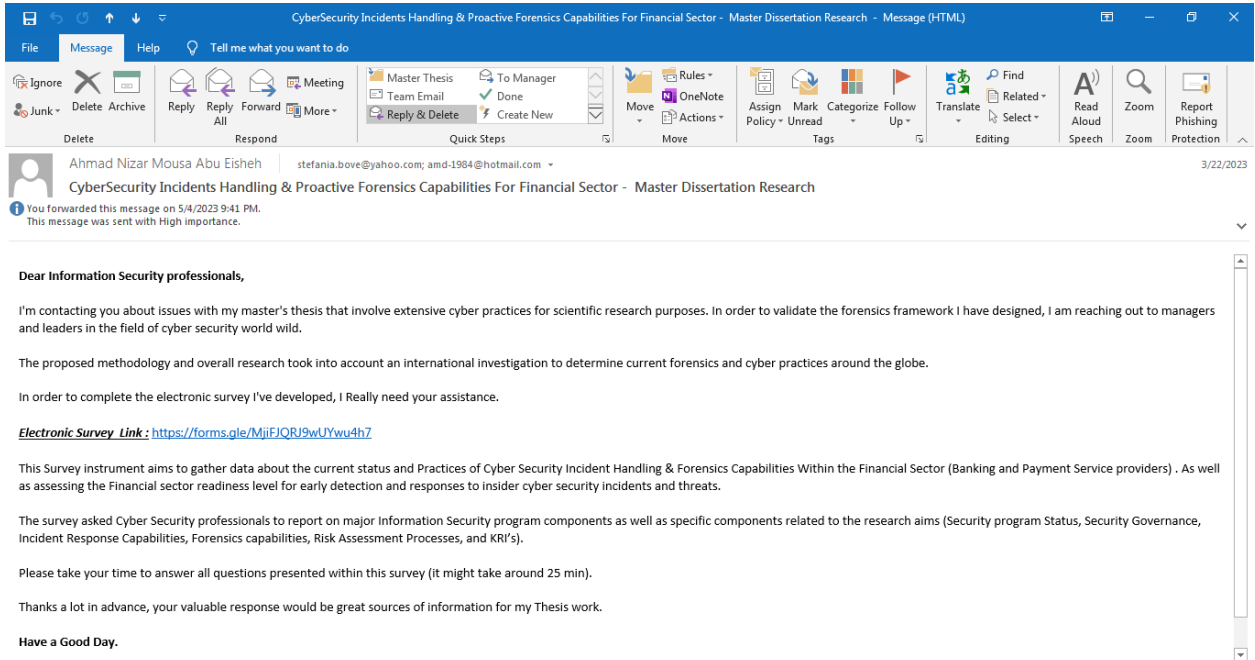 CyberSecurity Incidents Handling & Proactive Forensics Capabilities For Financial Sector - Master Dissertation Research - Message (HTML)
File Message Help Tell me what you want to do
Ignore
Junk
Delete
Archive
Delete
Reply
Reply All
Forward
Meeting
More
Respond
Master Thesis
Team Email
Reply & Delete
To Manager
Done
Create New
Quick Steps
Move
Rules
OneNote
Actions
Move
Assign Policy
Mark Unread
Categorize
Follow Up
Tags
Translate
Find
Related
Select
Editing
Read Aloud
Speech
Zoom
Zoom
Report Phishing
Protection
Ahmad Nizar Mousa Abu Eisheh stefania.bove@yahoo.com; amd-1984@hotmail.com 3/22/2023
CyberSecurity Incidents Handling & Proactive Forensics Capabilities For Financial Sector - Master Dissertation Research
You forwarded this message on 5/4/2023 9:41 PM.
This message was sent with High importance.
Dear Information Security professionals,
I'm contacting you about issues with my master's thesis that involve extensive cyber practices for scientific research purposes. In order to validate the forensics framework I have designed, I am reaching out to managers
and leaders in the field of cyber security world wild.
The proposed methodology and overall research took into account an international investigation to determine current forensics and cyber practices around the globe.
In order to complete the electronic survey I've developed, I Really need your assistance.
Electronic Survey Link : https://forms.gle/MjiFJQRJ9wUYwu4h7
This Survey instrument aims to gather data about the current status and Practices of Cyber Security Incident Handling & Forensics Capabilities Within the Financial Sector (Banking and Payment Service providers) . As well
as assessing the Financial sector readiness level for early detection and responses to insider cyber security incidents and threats.
The survey asked Cyber Security professionals to report on major Information Security program components as well as specific components related to the research aims (Security program Status, Security Governance,
Incident Response Capabilities, Forensics capabilities, Risk Assessment Processes, and KRI's).
Please take your time to answer all questions presented within this survey (it might take around 25 min).
Thanks a lot in advance, your valuable response would be great sources of information for my Thesis work.
Have a Good Day.